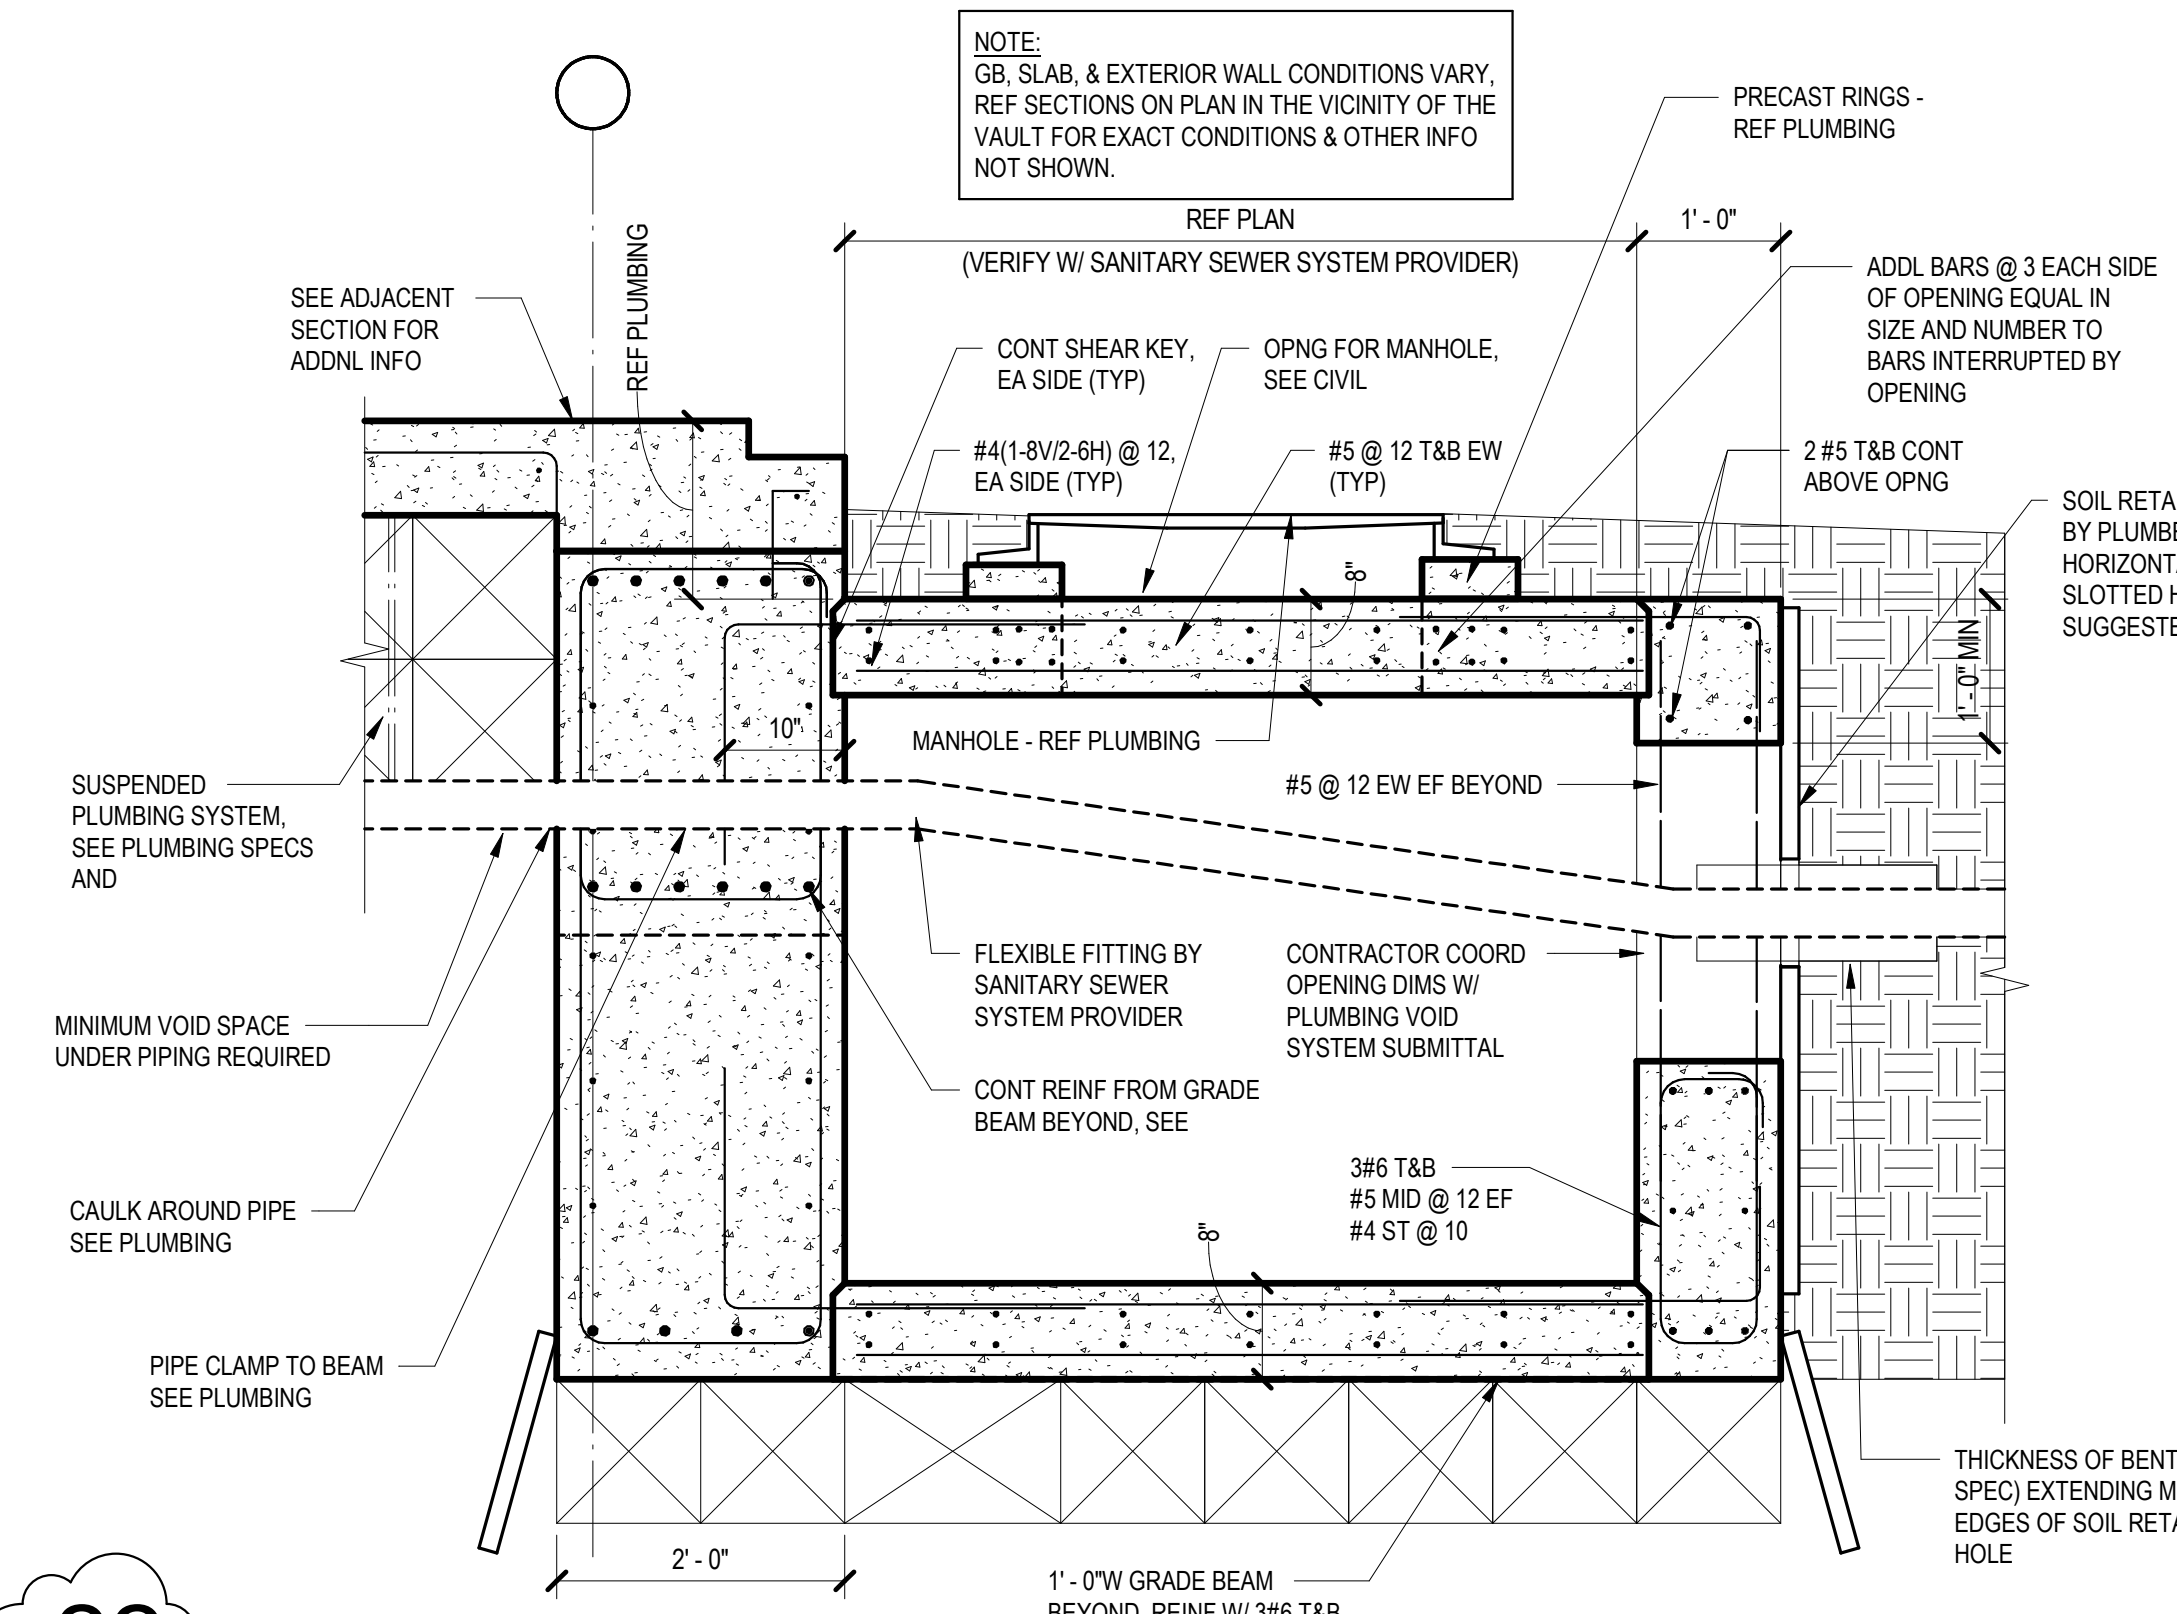 NOTE:
GB, SLAB, & EXTERIOR WALL CONDITIONS VARY,
REF SECTIONS ON PLAN IN THE VICINITY OF THE
VAULT FOR EXACT CONDITIONS & OTHER INFO
NOT SHOWN.
PRECAST RINGS -
REF PLUMBING
REF PLAN
(VERIFY W/ SANITARY SEWER SYSTEM PROVIDER)
1' - 0"
ADDL BARS @ 3 EACH SIDE
OF OPENING EQUAL IN
SIZE AND NUMBER TO
BARS INTERRUPTED BY
OPENING
SEE ADJACENT
SECTION FOR
ADDNL INFO
REF PLUMBING
CONT SHEAR KEY,
EA SIDE (TYP)
OPNG FOR MANHOLE,
SEE CIVIL
#4(1-8V/2-6H) @ 12,
EA SIDE (TYP)
#5 @ 12 T&B EW
(TYP)
2 #5 T&B CONT
ABOVE OPNG
SOIL RETA
BY PLUMBE
HORIZONTA
SLOTTED H
SUGGESTE
8"
1' - 0" MIN
10"
MANHOLE - REF PLUMBING
#5 @ 12 EW EF BEYOND
SUSPENDED
PLUMBING SYSTEM,
SEE PLUMBING SPECS
AND
FLEXIBLE FITTING BY
SANITARY SEWER
SYSTEM PROVIDER
CONTRACTOR COORD
OPENING DIMS W/
PLUMBING VOID
SYSTEM SUBMITTAL
MINIMUM VOID SPACE
UNDER PIPING REQUIRED
CONT REINF FROM GRADE
BEAM BEYOND, SEE
3#6 T&B
#5 MID @ 12 EF
#4 ST @ 10
CAULK AROUND PIPE
SEE PLUMBING
8"
PIPE CLAMP TO BEAM
SEE PLUMBING
THICKNESS OF BENT
SPEC) EXTENDING M
EDGES OF SOIL RETA
HOLE
2' - 0"
1' - 0"W GRADE BEAM
BEYOND, REINF W/ 3#6 T&B